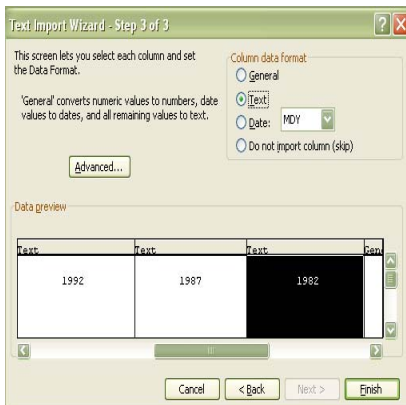 Text Import Wizard - Step 3 of 3
This screen lets you select each column and set
the Data Format.
'General' converts numeric values to numbers, date
values to dates, and all remaining values to text.
Advanced...
Column data format
General
Text
Date: MDY
Do not import column (skip)
Data preview
Text Text Text Gene
1992 1987 1982
Cancel < Back Next > Finish